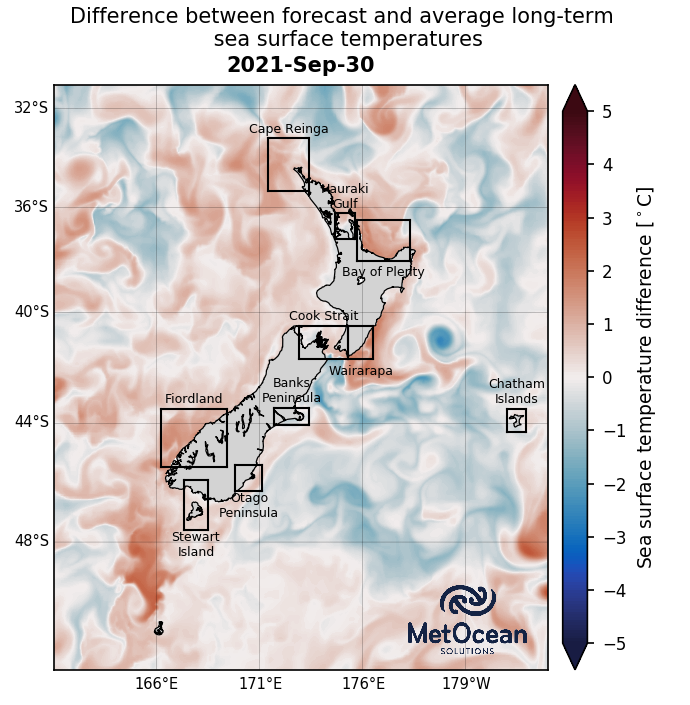 Difference between forecast and average long-term
sea surface temperatures
2021-Sep-30
32°S
36°S
40°S
44°S
48°S
166°E
171°E
176°E
179°W
Cape Reinga
Hauraki
Gulf
Bay of Plenty
Cook Strait
Wairarapa
Banks
Peninsula
Fiordland
Chatham
Islands
Otago
Peninsula
Stewart
Island
MetOcean
SOLUTIONS
5
4
3
2
1
0
−1
−2
−3
−4
−5
Sea surface temperature difference [°C]